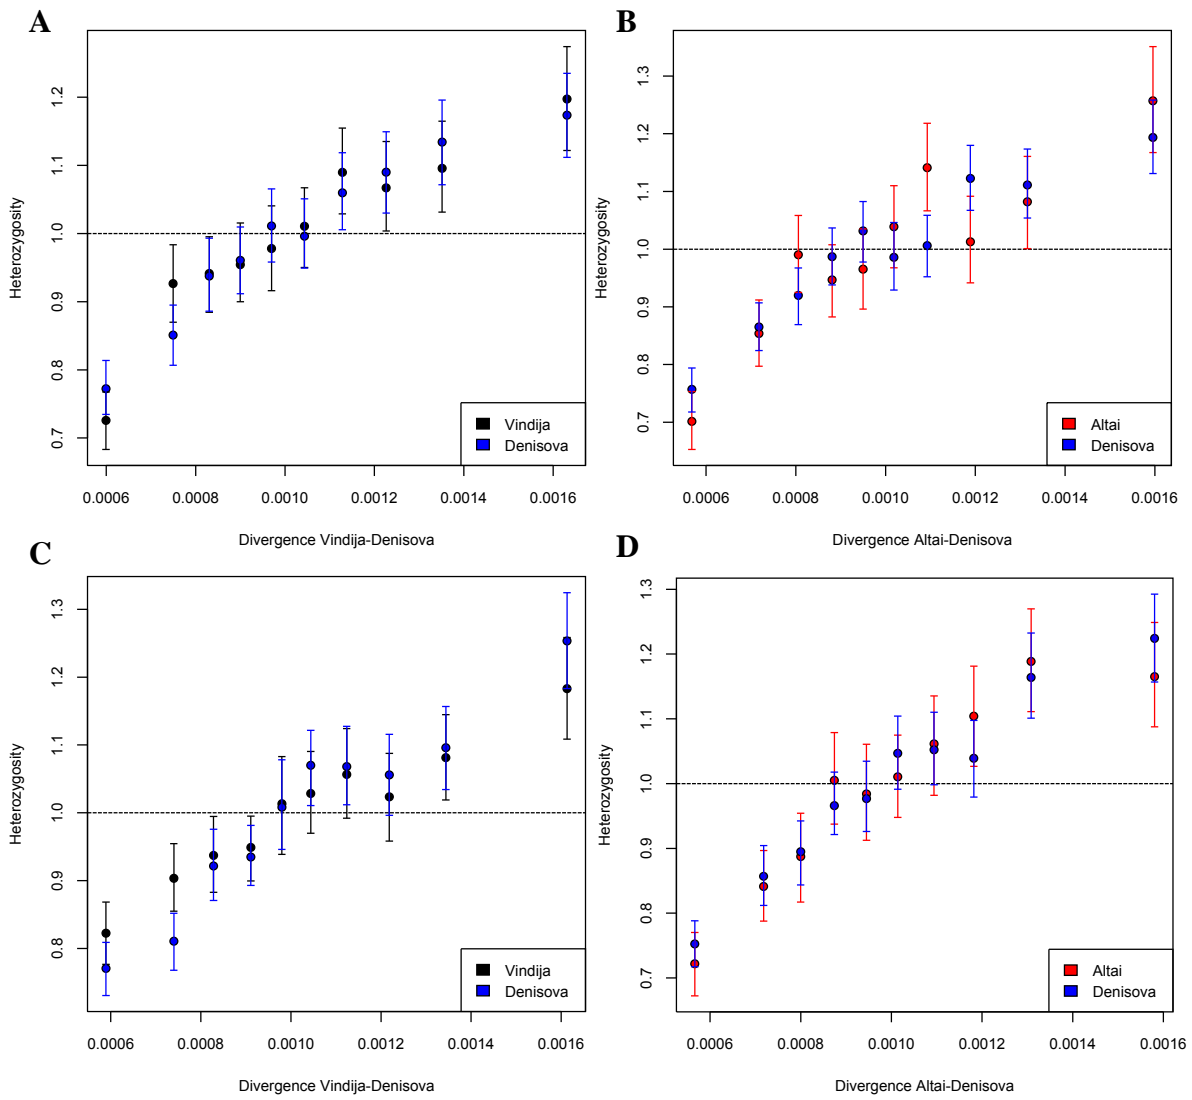 A
Heterozygosity
1.2
1.1
1.0
0.9
0.8
0.7
Vindija
Denisova
0.0006 0.0008 0.0010 0.0012 0.0014 0.0016
Divergence Vindija-Denisova
B
Heterozygosity
1.3
1.2
1.1
1.0
0.9
0.8
0.7
Altai
Denisova
0.0006 0.0008 0.0010 0.0012 0.0014 0.0016
Divergence Altai-Denisova
C
Heterozygosity
1.3
1.2
1.1
1.0
0.9
0.8
Vindija
Denisova
0.0006 0.0008 0.0010 0.0012 0.0014 0.0016
Divergence Vindija-Denisova
D
Heterozygosity
1.3
1.2
1.1
1.0
0.9
0.8
0.7
Altai
Denisova
0.0006 0.0008 0.0010 0.0012 0.0014 0.0016
Divergence Altai-Denisova